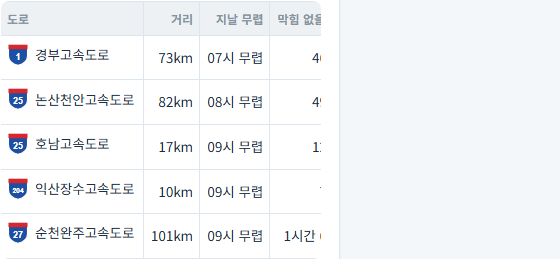 도로 거리 지날 무렵 막힘 없을
1 경부고속도로 73km 07시 무렵
25 논산천안고속도로 82km 08시 무렵
25 호남고속도로 17km 09시 무렵
204 익산장수고속도로 10km 09시 무렵
27 순천완주고속도로 101km 09시 무렵 1시간